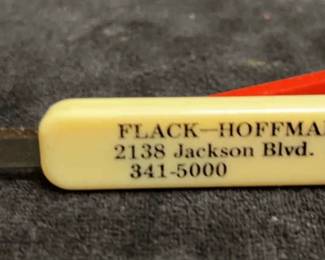 FLACK—HOFFMA
2138 Jackson Blvd.
341-5000